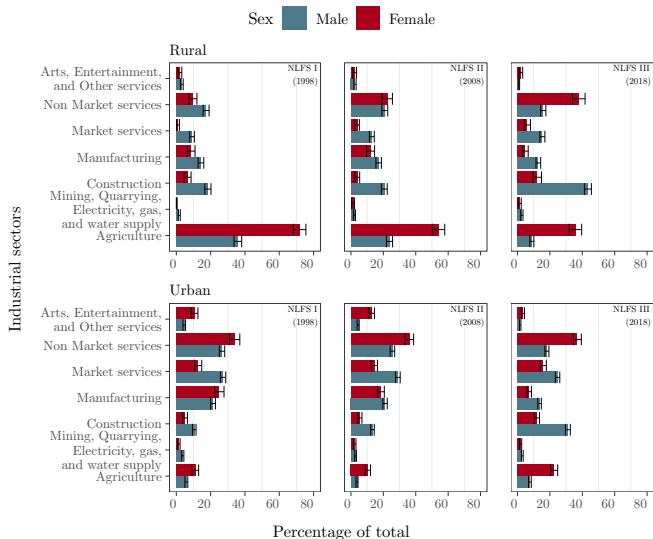 Sex Male Female
Rural
Industrial sectors
Arts, Entertainment,
and Other services
Non Market services
Market services
Manufacturing
Construction
Mining, Quarrying,
Electricity, gas,
and water supply
Agriculture
NLFS I
(1998)
NLFS II
(2008)
NLFS III
(2018)
0 20 40 60 80
0 20 40 60 80
0 20 40 60 80
Urban
Arts, Entertainment,
and Other services
Non Market services
Market services
Manufacturing
Construction
Mining, Quarrying,
Electricity, gas,
and water supply
Agriculture
NLFS I
(1998)
NLFS II
(2008)
NLFS III
(2018)
0 20 40 60 80
0 20 40 60 80
0 20 40 60 80
Percentage of total